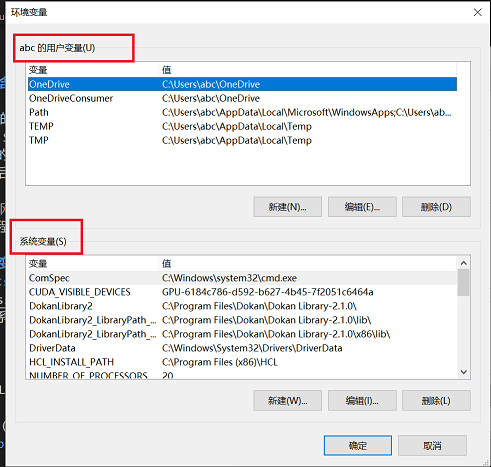 环境变量
abc 的用户变量(U)
变量 值
OneDrive C:\Users\abc\OneDrive
OneDriveConsumer C:\Users\abc\OneDrive
Path C:\Users\abc\AppData\Local\Microsoft\WindowsApps;C:\Users\ab...
TEMP C:\Users\abc\AppData\Local\Temp
TMP C:\Users\abc\AppData\Local\Temp
新建(N)... 编辑(E)... 删除(D)
系统变量(S)
变量 值
ComSpec C:\Windows\system32\cmd.exe
CUDA_VISIBLE_DEVICES GPU-6184c786-d592-b627-4b45-7f2051c6464a
DokanLibrary2 C:\Program Files\Dokan\Dokan Library-2.1.0\
DokanLibrary2_LibraryPath_... C:\Program Files\Dokan\Dokan Library-2.1.0\lib\
DokanLibrary2_LibraryPath_... C:\Program Files\Dokan\Dokan Library-2.1.0\x86\lib\
DriverData C:\Windows\System32\Drivers\DriverData
HCL_INSTALL_PATH C:\Program Files (x86)\HCL
NUMBER_OF_PROCESSORS 20
新建(W)... 编辑(I)... 删除(L)
确定 取消